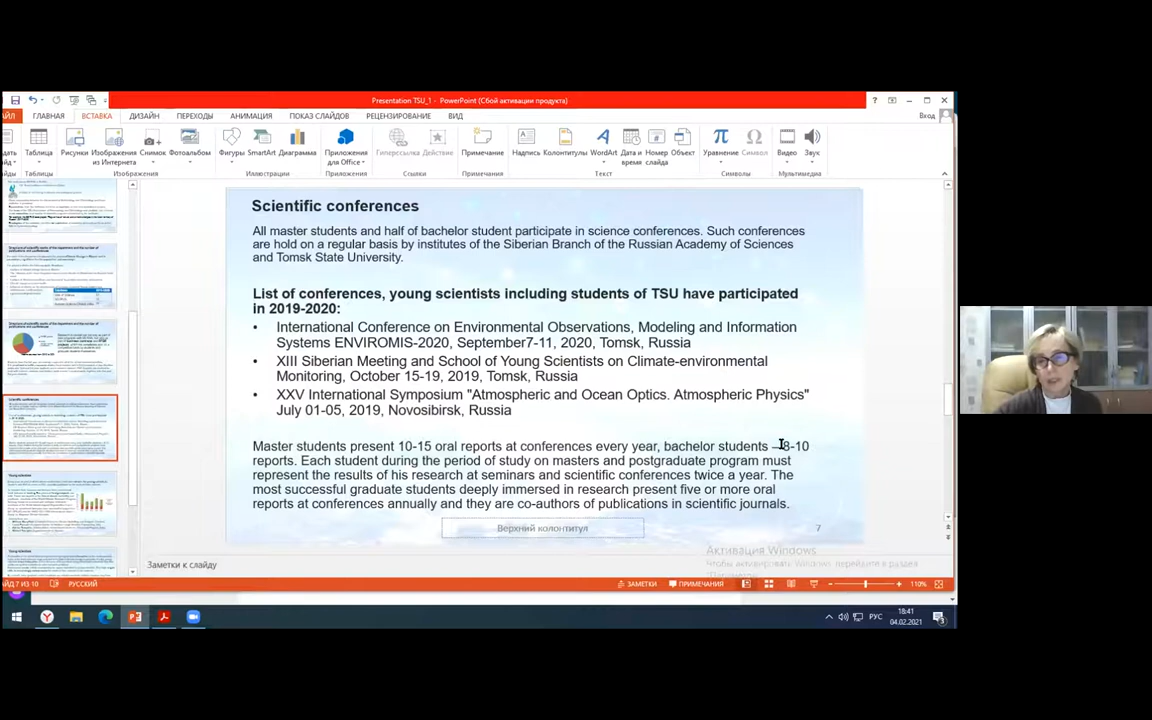 Presentation TSU_1 - PowerPoint (Сбой активации продукта)
ГЛАВНАЯ ВСТАВКА ДИЗАЙН ПЕРЕХОДЫ АНИМАЦИЯ ПОКАЗ СЛАЙДОВ РЕЦЕНЗИРОВАНИЕ ВИД Вход
Таблица Рисунки Изображения из Интернета Снимок Фотоальбом Фигуры SmartArt Диаграмма Приложения для Office Гиперссылка Действие Примечание Надпись Колонтитулы WordArt Дата и время Номер слайда Объект Уравнение Символ Видео Звук
Таблицы Изображения Иллюстрации Приложения Ссылки Примечания Текст Символы Мультимедиа
Scientific conferences
All master students and half of bachelor student participate in science conferences. Such conferences
are hold on a regular basis by institutes of the Siberian Branch of the Russian Academy of Sciences
and Tomsk State University.
List of conferences, young scientists including students of TSU have participated
in 2019-2020:
• International Conference on Environmental Observations, Modeling and Information
Systems ENVIROMIS-2020, September7-11, 2020, Tomsk, Russia
• XIII Siberian Meeting and School of Young Scientists on Climate-environmental
Monitoring, October 15-19, 2019, Tomsk, Russia
• XXV International Symposium "Atmospheric and Ocean Optics. Atmospheric Physics"
July 01-05, 2019, Novosibirsk, Russia
Master students present 10-15 oral reports at conferences every year, bachelor students –8-10
reports. Each student during the period of study on masters and postgraduate program must
represent the results of his research at seminars and scientific conferences twice a year. The
most successful graduate students deeply immersed in research present five or more oral
reports at conferences annually and they are co-authors of publications in scientific journals.
Верхний колонтитул 7
Активация Windows
Чтобы активировать Windows, перейдите в раздел
Заметки к слайду
РУССКИЙ ЗАМЕТКИ ПРИМЕЧАНИЯ 110%
РУС 18:41
04.02.2021